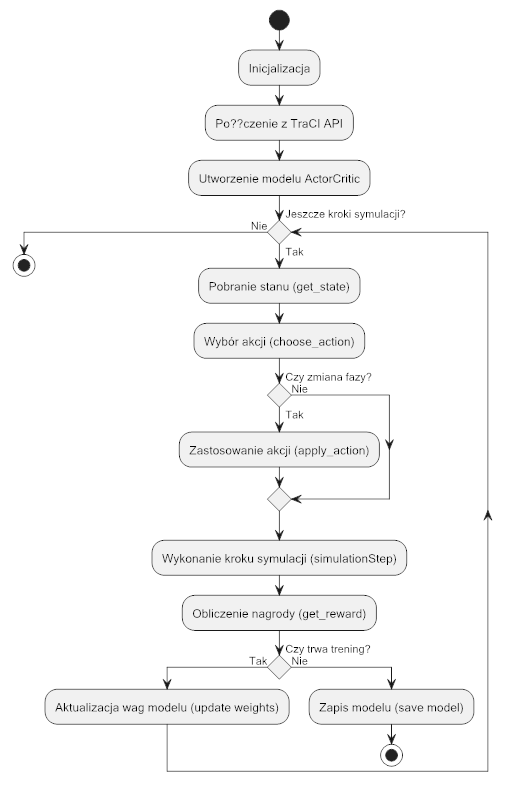 Inicjalizacja
Po??czenie z TraCI API
Utworzenie modelu ActorCritic
Jeszcze kroki symulacji?
Nie
Tak
Pobranie stanu (get_state)
Wybór akcji (choose_action)
Czy zmiana fazy?
Nie
Tak
Zastosowanie akcji (apply_action)
Wykonanie kroku symulacji (simulationStep)
Obliczenie nagrody (get_reward)
Czy trwa trening?
Tak
Nie
Aktualizacja wag modelu (update weights)
Zapis modelu (save model)